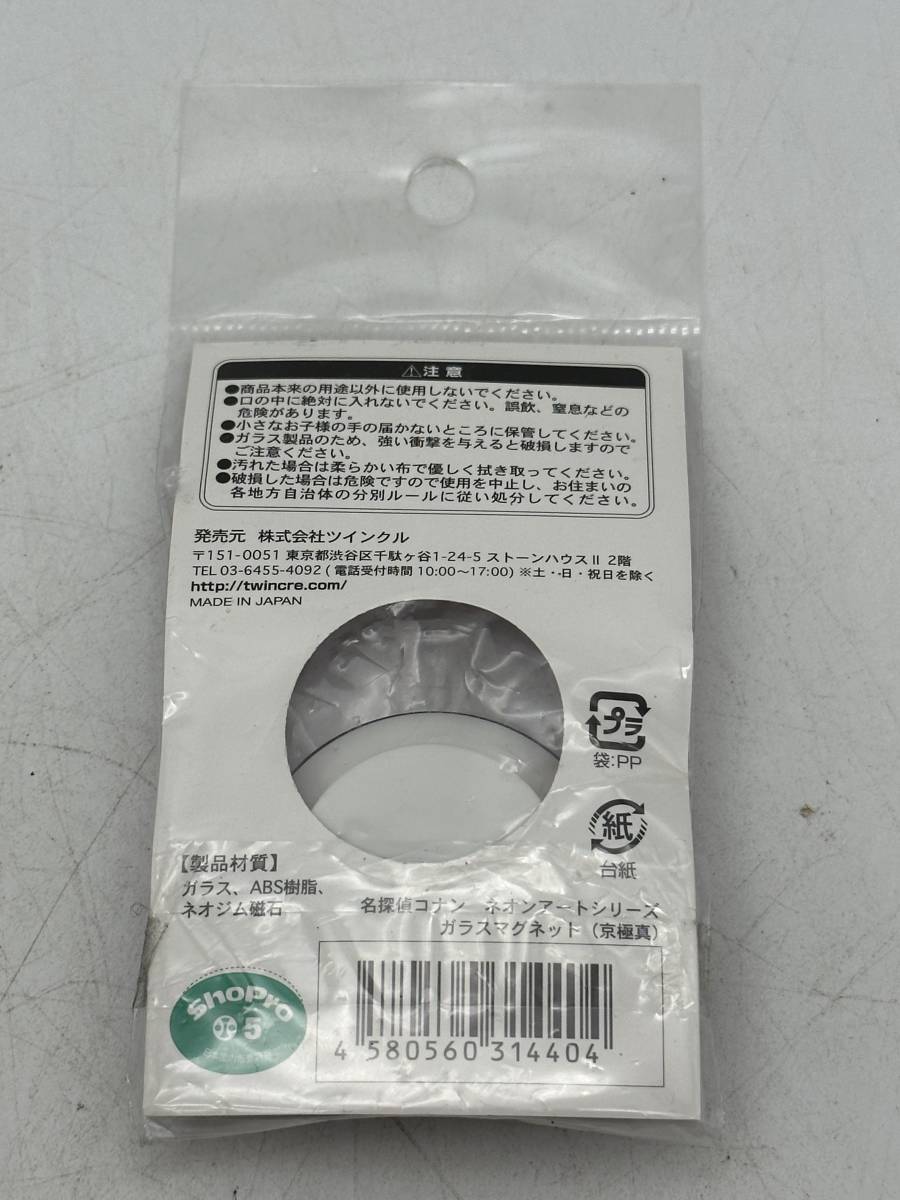 ⚠注意
●商品本来の用途以外に使用しないでください。
●口の中に絶対に入れないでください。誤飲、窒息などの
危険があります。
●小さなお子様の手の届かないところに保管してください。
●ガラス製品のため、強い衝撃を与えると破損しますので
ご注意ください。
●汚れた場合は柔らかい布で優しく拭き取ってください。
●破損した場合は危険ですので使用を中止し、お住まいの
各地方自治体の分別ルールに従い処分してください。
発売元 株式会社ツインクル
〒151-0051 東京都渋谷区千駄ヶ谷1-24-5 ストーンハウスⅡ 2階
TEL 03-6455-4092 ( 電話受付時間 10:00〜17:00) ※土・日・祝日を除く
http://twincre.com/
MADE IN JAPAN
プラ
袋:PP
紙
台紙
【製品材質】
ガラス、ABS樹脂、
ネオジム磁石
名探偵コナン ネオンアートシリーズ
ガラスマグネット（京極真）
ShoPro
小 5
4 580560 314404